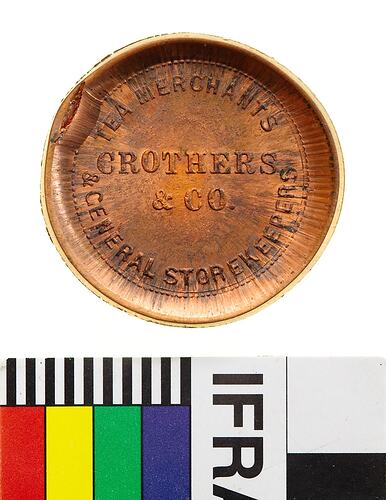 TEA MERCHANTS
CROTHERS
& CO.
& GENERAL STOREKEEPERS
IFRA